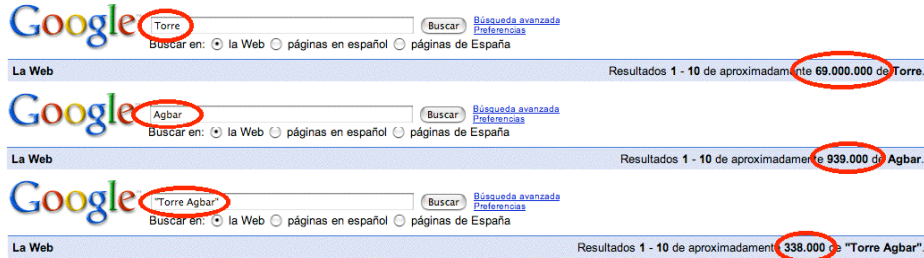 Google Torre Buscar Búsqueda avanzada
Preferencias
Buscar en: la Web páginas en español páginas de España
La Web Resultados 1 - 10 de aproximadamente 69.000.000 de Torre.
Google Agbar Buscar Búsqueda avanzada
Preferencias
Buscar en: la Web páginas en español páginas de España
La Web Resultados 1 - 10 de aproximadamente 939.000 de Agbar.
Google "Torre Agbar" Buscar Búsqueda avanzada
Preferencias
Buscar en: la Web páginas en español páginas de España
La Web Resultados 1 - 10 de aproximadamente 338.000 de "Torre Agbar".